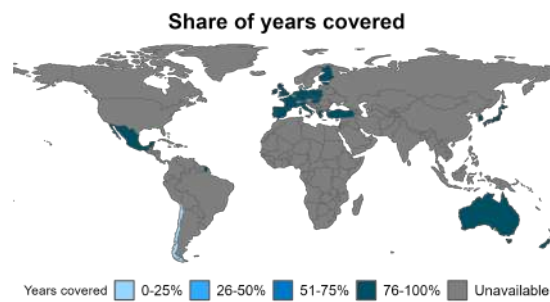 Share of years covered
Years covered 0-25% 26-50% 51-75% 76-100% Unavailable